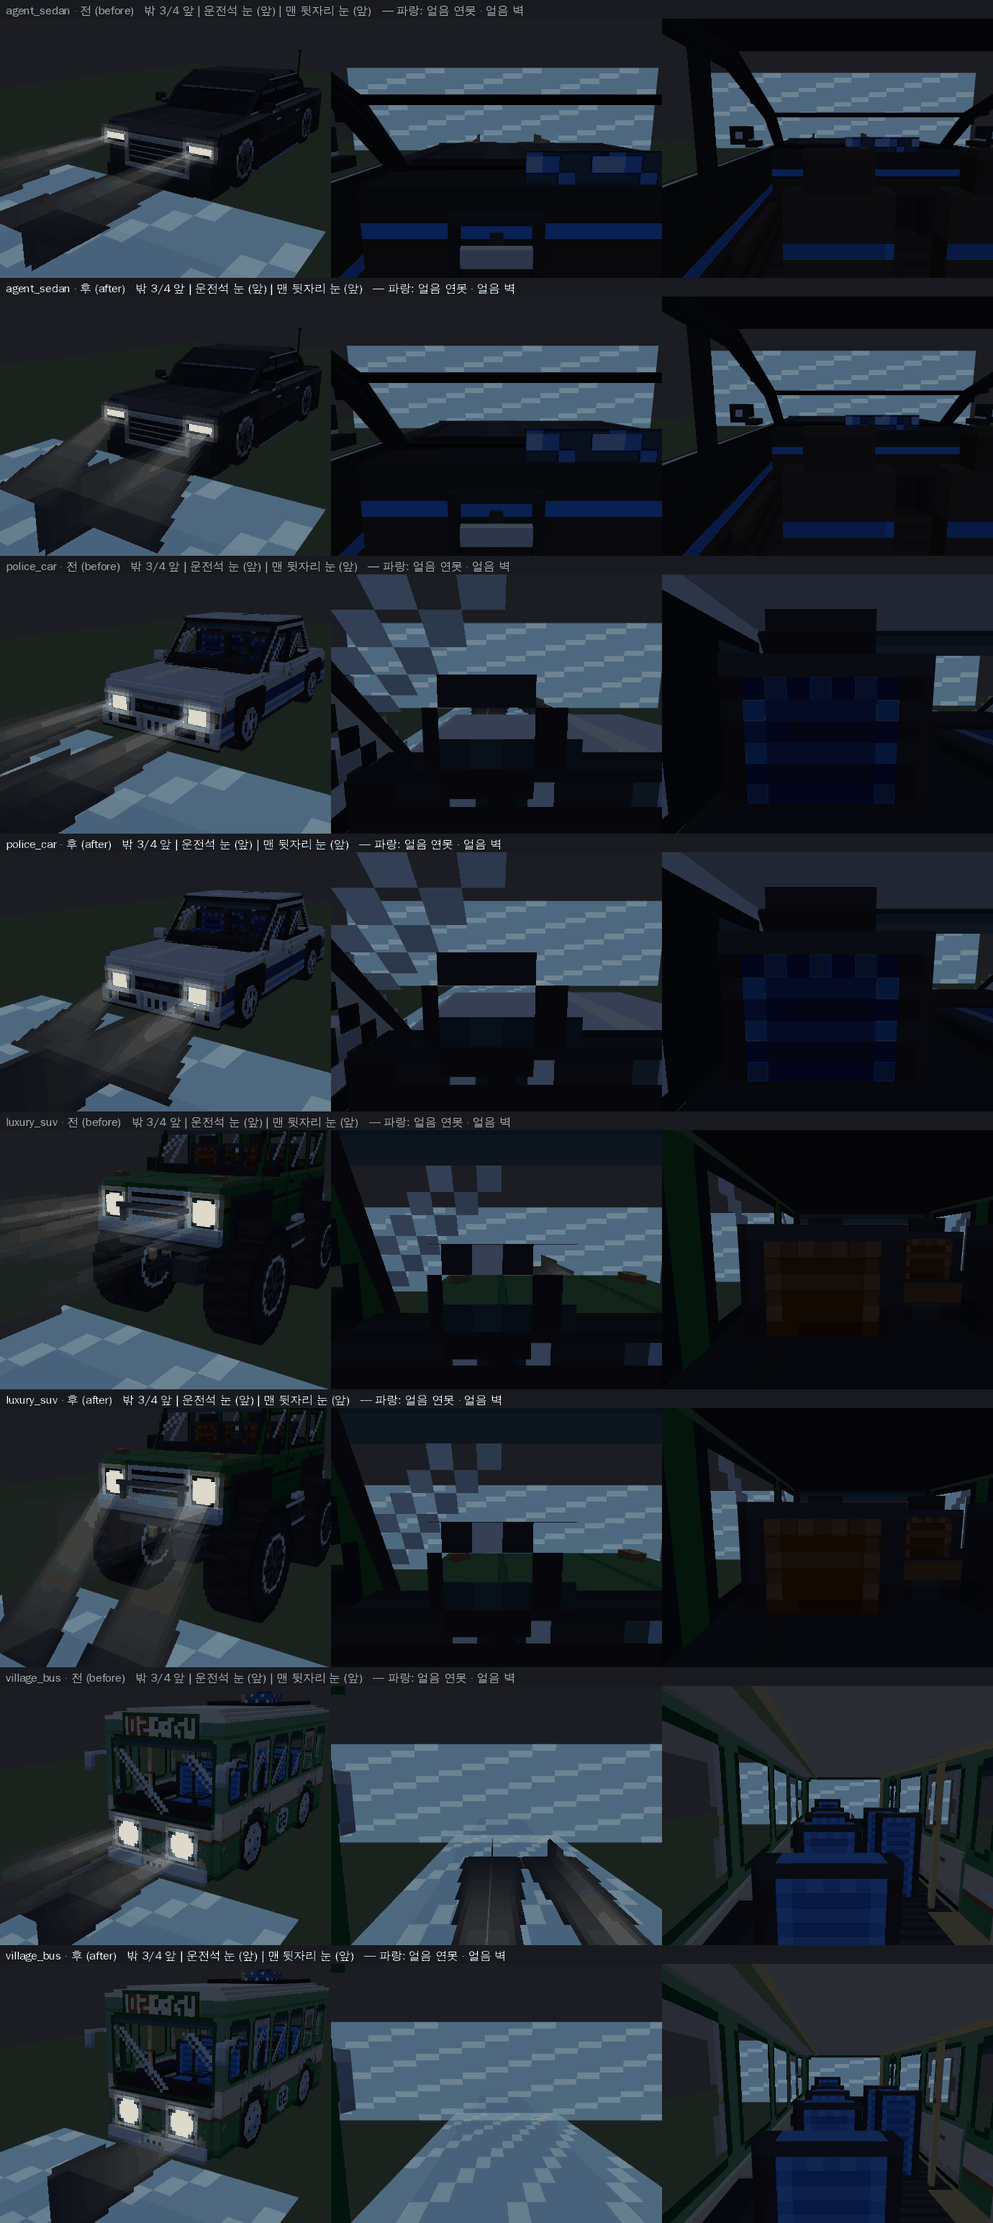 agent_sedan · 전 (before) 밖 3/4 앞 | 운전석 눈 (앞) | 맨 뒷자리 눈 (앞) — 파랑: 얼음 연못 · 얼음 벽
agent_sedan · 후 (after) 밖 3/4 앞 | 운전석 눈 (앞) | 맨 뒷자리 눈 (앞) — 파랑: 얼음 연못 · 얼음 벽
police_car · 전 (before) 밖 3/4 앞 | 운전석 눈 (앞) | 맨 뒷자리 눈 (앞) — 파랑: 얼음 연못 · 얼음 벽
police_car · 후 (after) 밖 3/4 앞 | 운전석 눈 (앞) | 맨 뒷자리 눈 (앞) — 파랑: 얼음 연못 · 얼음 벽
luxury_suv · 전 (before) 밖 3/4 앞 | 운전석 눈 (앞) | 맨 뒷자리 눈 (앞) — 파랑: 얼음 연못 · 얼음 벽
luxury_suv · 후 (after) 밖 3/4 앞 | 운전석 눈 (앞) | 맨 뒷자리 눈 (앞) — 파랑: 얼음 연못 · 얼음 벽
village_bus · 전 (before) 밖 3/4 앞 | 운전석 눈 (앞) | 맨 뒷자리 눈 (앞) — 파랑: 얼음 연못 · 얼음 벽
village_bus · 후 (after) 밖 3/4 앞 | 운전석 눈 (앞) | 맨 뒷자리 눈 (앞) — 파랑: 얼음 연못 · 얼음 벽